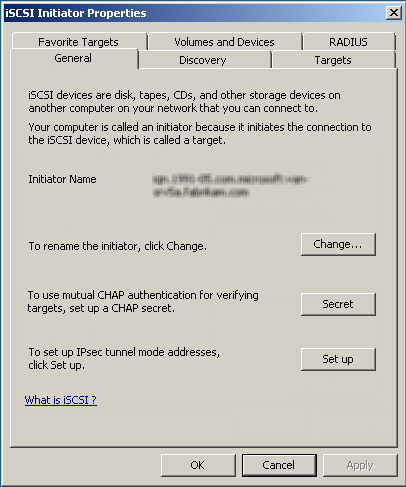 iSCSI Initiator Properties
Favorite Targets
Volumes and Devices
RADIUS
General
Discovery
Targets
iSCSI devices are disk, tapes, CDs, and other storage devices on
another computer on your network that you can connect to.
Your computer is called an initiator because it initiates the connection to
the iSCSI device, which is called a target.
Initiator Name
To rename the initiator, click Change.
Change...
To use mutual CHAP authentication for verifying
targets, set up a CHAP secret.
Secret
To set up IPsec tunnel mode addresses,
click Set up.
Set up
What is iSCSI ?
OK
Cancel
Apply